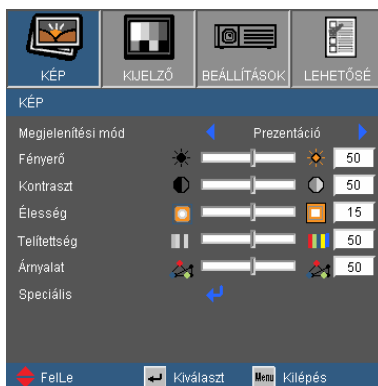 KÉP KIJELZŐ BEÁLLÍTÁSOK LEHETŐSÉ
KÉP
Megjelenítési mód Prezentáció
Fényerő 50
Kontraszt 50
Élesség 15
Telítettség 50
Árnyalat 50
Speciális
FelLe Kiválaszt Menu Kilépés